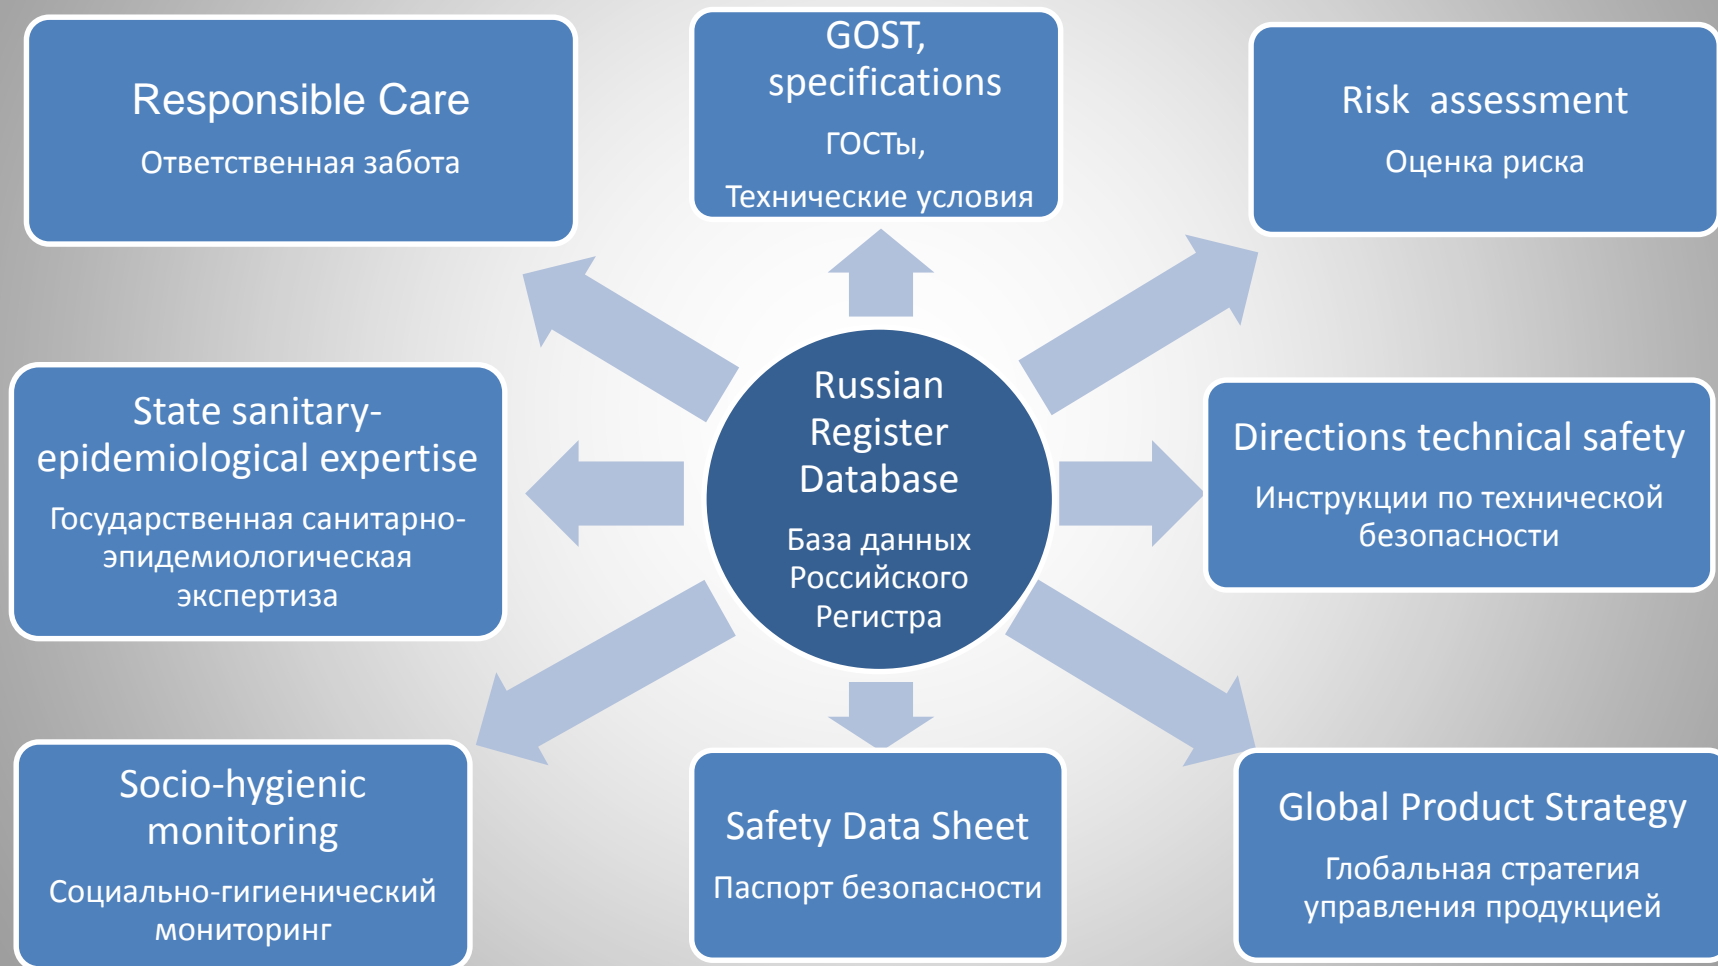 Responsible Care
Ответственная забота
GOST,
specifications
ГОСТы,
Технические условия
Risk assessment
Оценка риска
State sanitary-
epidemiological expertise
Государственная санитарно-
эпидемиологическая
экспертиза
Russian
Register
Database
База данных
Российского
Регистра
Directions technical safety
Инструкции по технической
безопасности
Socio-hygienic
monitoring
Социально-гигиенический
мониторинг
Safety Data Sheet
Паспорт безопасности
Global Product Strategy
Глобальная стратегия
управления продукцией